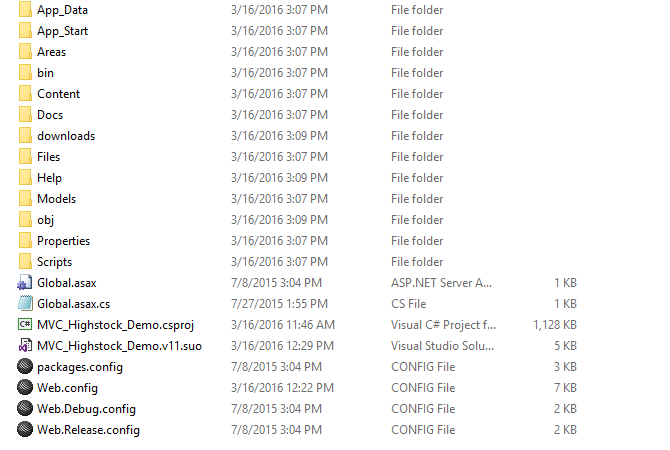 App_Data 3/16/2016 3:07 PM File folder
App_Start 3/16/2016 3:07 PM File folder
Areas 3/16/2016 3:07 PM File folder
bin 3/16/2016 3:07 PM File folder
Content 3/16/2016 3:07 PM File folder
Docs 3/16/2016 3:07 PM File folder
downloads 3/16/2016 3:09 PM File folder
Files 3/16/2016 3:07 PM File folder
Help 3/16/2016 3:09 PM File folder
Models 3/16/2016 3:07 PM File folder
obj 3/16/2016 3:09 PM File folder
Properties 3/16/2016 3:07 PM File folder
Scripts 3/16/2016 3:07 PM File folder
Global.asax 7/8/2015 3:04 PM ASP.NET Server A... 1 KB
Global.asax.cs 7/27/2015 1:55 PM CS File 1 KB
C# MVC_Highstock_Demo.csproj 3/16/2016 11:46 AM Visual C# Project f... 1,128 KB
MVC_Highstock_Demo.v11.suo 3/16/2016 12:29 PM Visual Studio Solu... 5 KB
packages.config 7/8/2015 3:04 PM CONFIG File 3 KB
Web.config 3/16/2016 12:22 PM CONFIG File 7 KB
Web.Debug.config 7/8/2015 3:04 PM CONFIG File 2 KB
Web.Release.config 7/8/2015 3:04 PM CONFIG File 2 KB